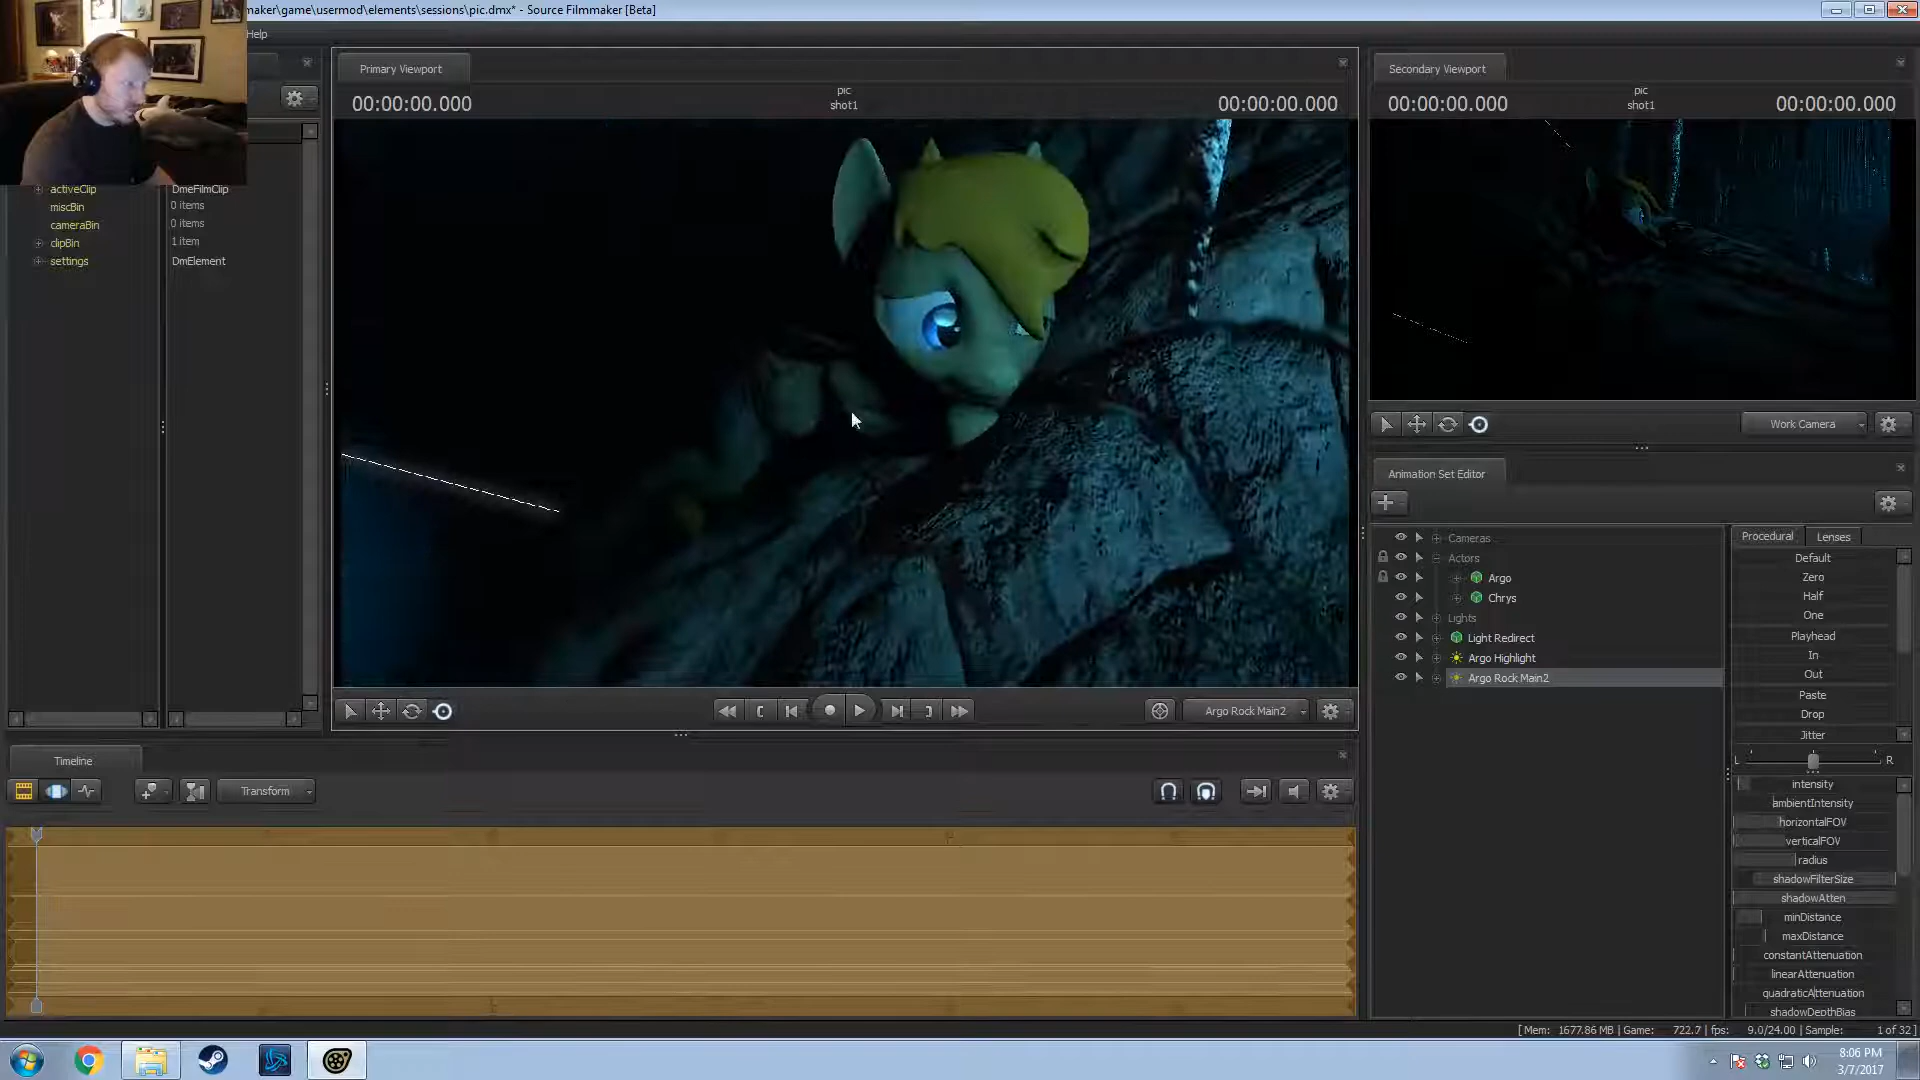 maker\game\usermod\elements\sessions\pic.dmx* - Source Filmmaker [Beta]
Help
Primary Viewport
00:00:00.000
pic
shot1
00:00:00.000
Secondary Viewport
00:00:00.000
pic
shot1
00:00:00.000
activeClip
DmeFilmClip
miscBin
0 items
cameraBin
0 items
clipBin
1 item
settings
DmElement
Work Camera
Animation Set Editor
Cameras
Actors
Argo
Chrys
Lights
Light Redirect
Argo Highlight
Argo Rock Main2
Procedural
Lenses
Default
Zero
Half
One
Playhead
In
Out
Paste
Drop
Jitter
L
R
intensity
ambientIntensity
horizontalFOV
verticalFOV
radius
shadowFilterSize
shadowAtten
minDistance
maxDistance
constantAttenuation
linearAttenuation
quadraticAttenuation
shadowDepthBias
Argo Rock Main2
Timeline
Transform
[ Mem: 1677.86 MB | Game: 722.7 | fps: 9.0/24.00 | Sample: 1 of 32 ]
8:06 PM
3/7/2017